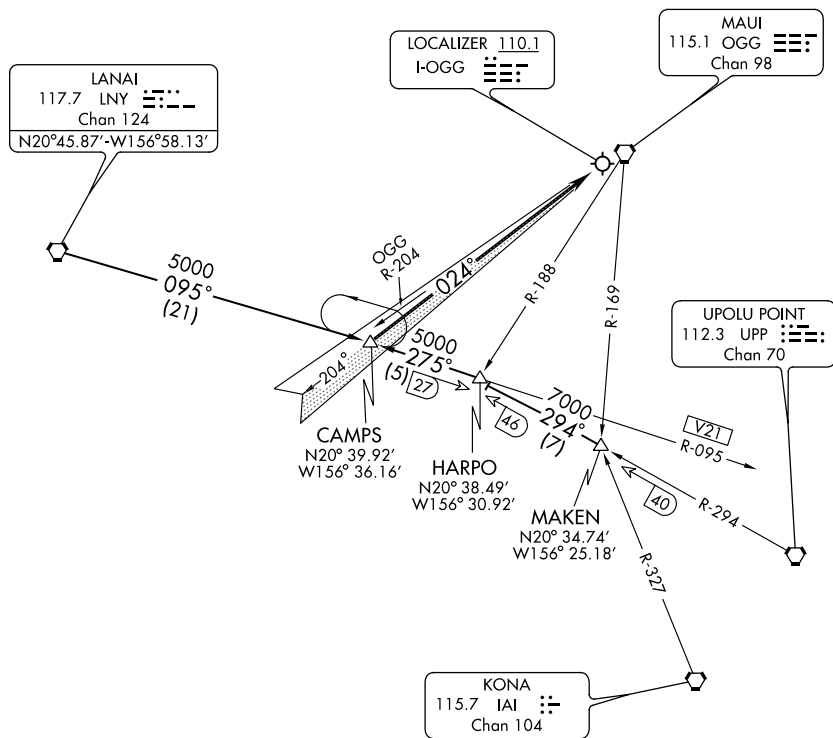 LOCALIZER 110.1
I-OGG
MAUI
115.1 OGG
Chan 98
LANAI
117.7 LNY
Chan 124
N20°45.87'-W156°58.13'
5000
095°
(21)
OGG
R-204
024°
204°
R-188
R-169
UPOLU POINT
112.3 UPP
Chan 70
5000
275°
(5)
27
7000
294°
(7)
46
V21
R-095
CAMPS
N20° 39.92'
W156° 36.16'
HARPO
N20° 38.49'
W156° 30.92'
MAKEN
N20° 34.74'
W156° 25.18'
40
R-294
R-327
KONA
115.7 IAI
Chan 104